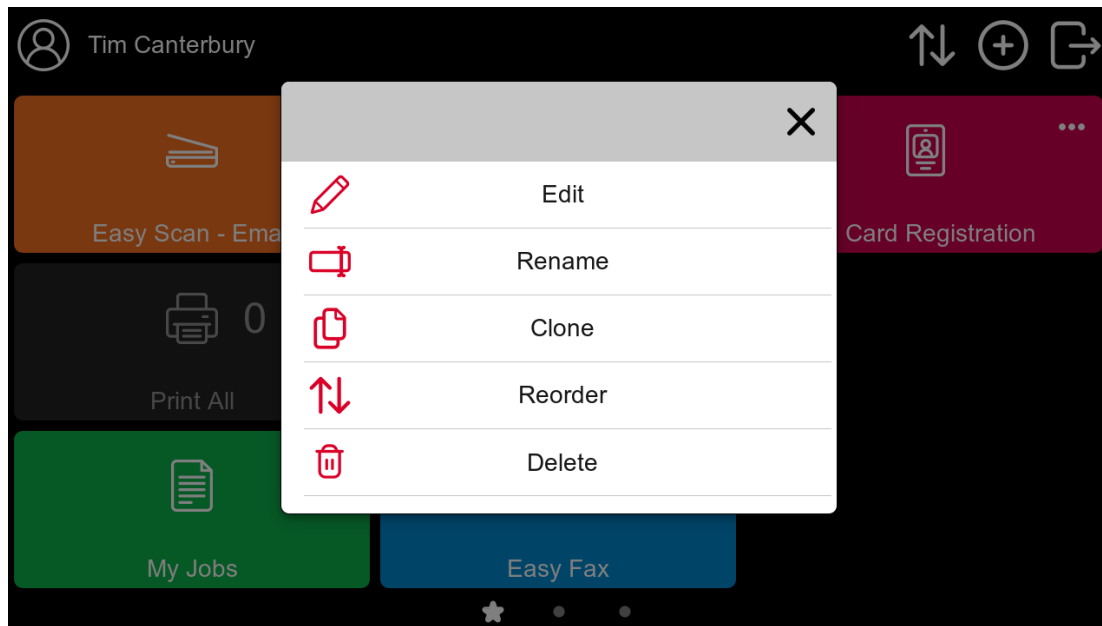 Tim Canterbury
Easy Scan - Ema
Card Registration
Edit
Rename
Clone
Reorder
Delete
0
Print All
My Jobs
Easy Fax